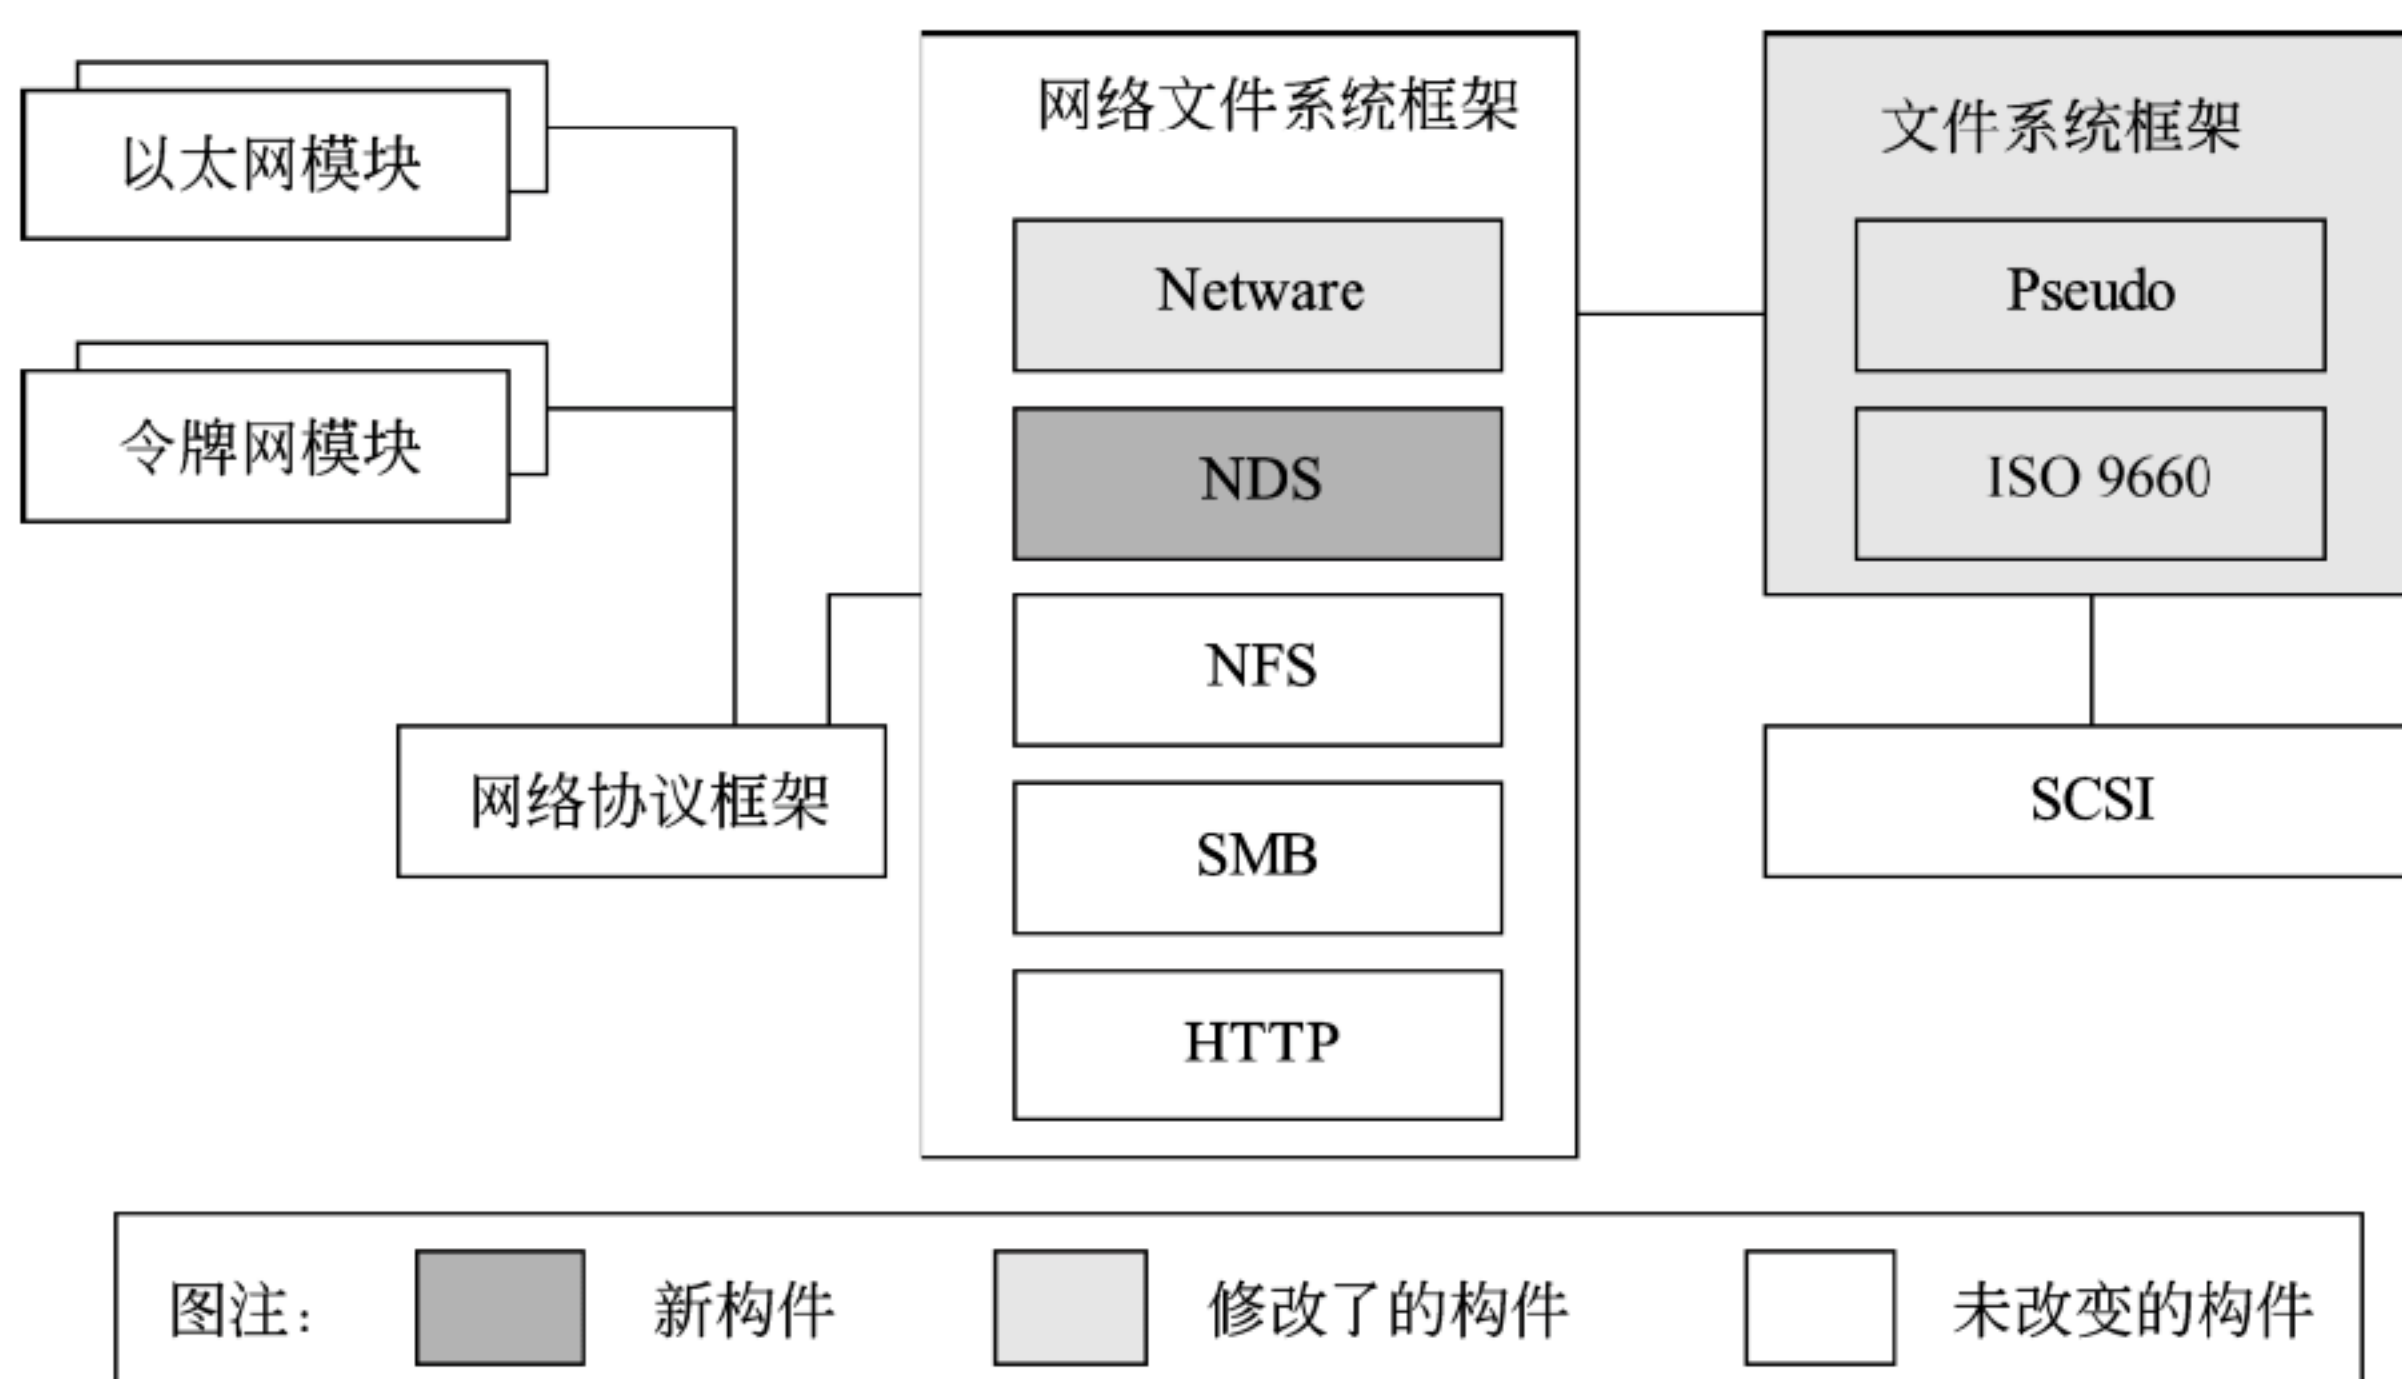 网络文件系统框架
文件系统框架
以太网模块
Netware
Pseudo
令牌网模块
NDS
ISO 9660
NFS
网络协议框架
SMB
SCSI
HTTP
图注: 新构件 修改了的构件 未改变的构件